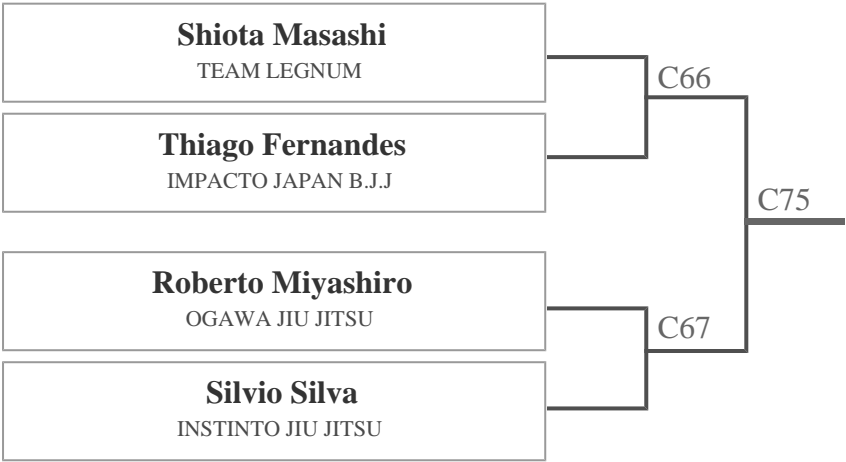 Shiota Masashi
TEAM LEGNUM
C66
Thiago Fernandes
IMPACTO JAPAN B.J.J
C75
Roberto Miyashiro
OGAWA JIU JITSU
C67
Silvio Silva
INSTINTO JIU JITSU